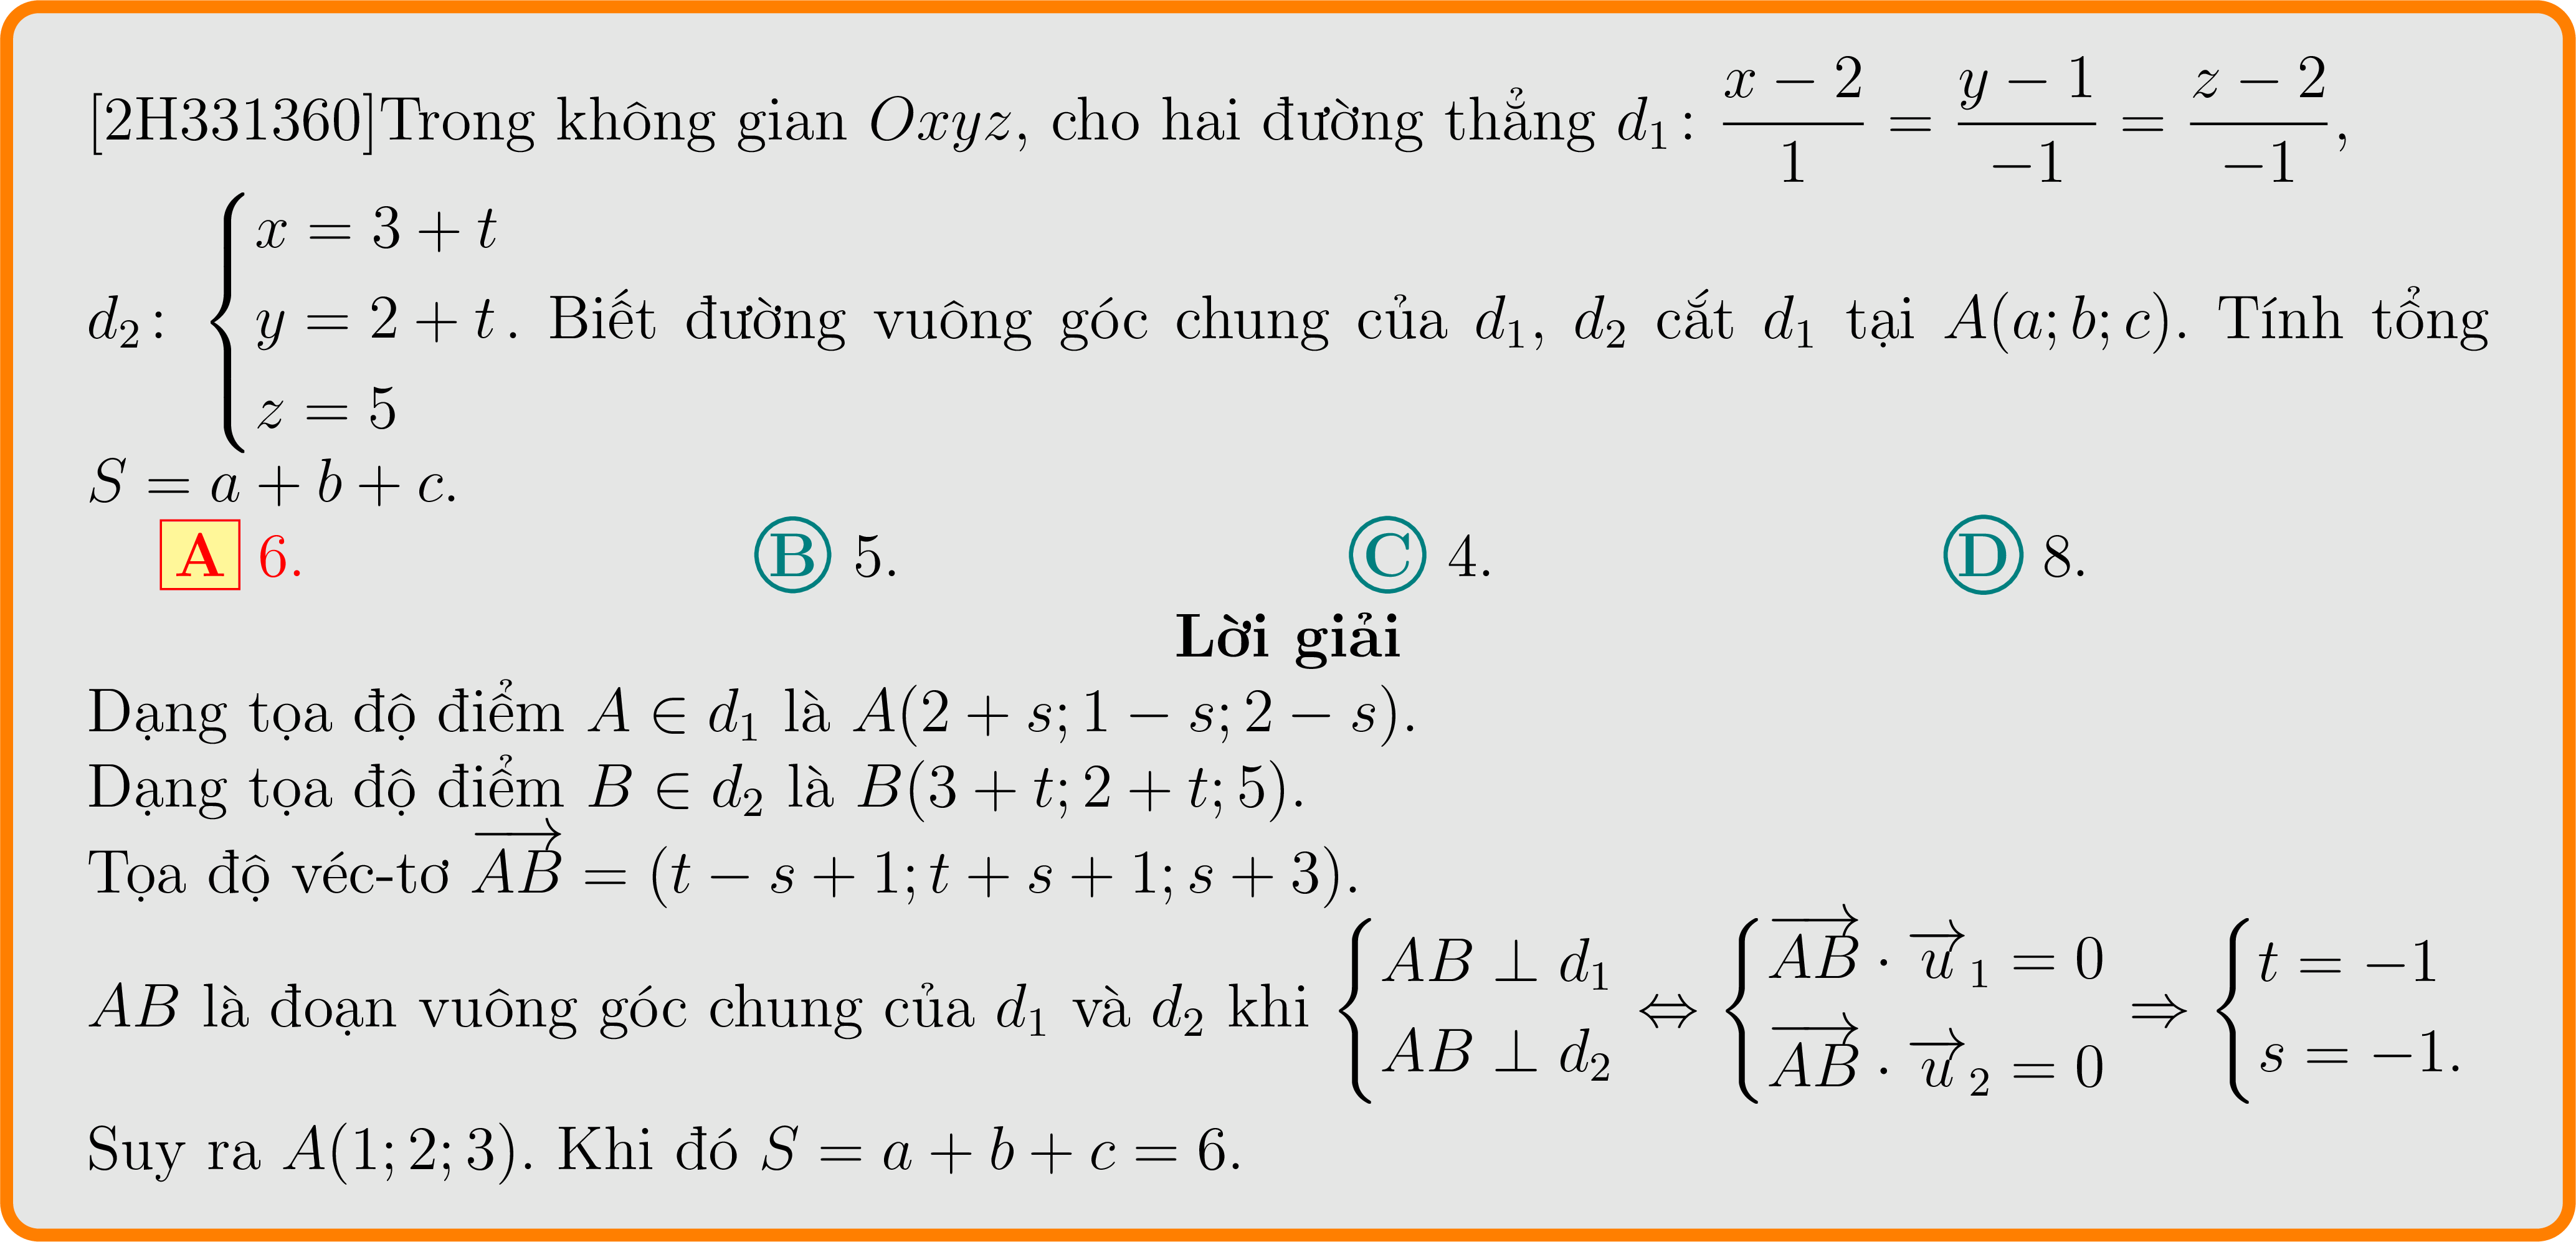 [2H331360]Trong không gian $Oxyz$, cho hai đường thẳng $d_1\colon \dfrac{x-2}{1}=\dfrac{y-1}{-1}=\dfrac{z-2}{-1}$,
$d_2\colon \begin{cases} x=3+t \\ y=2+t \\ z=5 \end{cases}$. Biết đường vuông góc chung của $d_1$, $d_2$ cắt $d_1$ tại $A(a;b;c)$. Tính tổng
$S=a+b+c$.
A 6. B 5. C 4. D 8.
Lời giải
Dạng tọa độ điểm $A\in d_1$ là $A(2+s;1-s;2-s)$.
Dạng tọa độ điểm $B\in d_2$ là $B(3+t;2+t;5)$.
Tọa độ véc-tơ $\overrightarrow{AB}=(t-s+1;t+s+1;s+3)$.
$AB$ là đoạn vuông góc chung của $d_1$ và $d_2$ khi $\begin{cases} AB\perp d_1 \\ AB\perp d_2 \end{cases} \Leftrightarrow \begin{cases} \overrightarrow{AB}\cdot\overrightarrow{u}_1=0 \\ \overrightarrow{AB}\cdot\overrightarrow{u}_2=0 \end{cases} \Rightarrow \begin{cases} t=-1 \\ s=-1. \end{cases}$
Suy ra $A(1;2;3)$. Khi đó $S=a+b+c=6$.